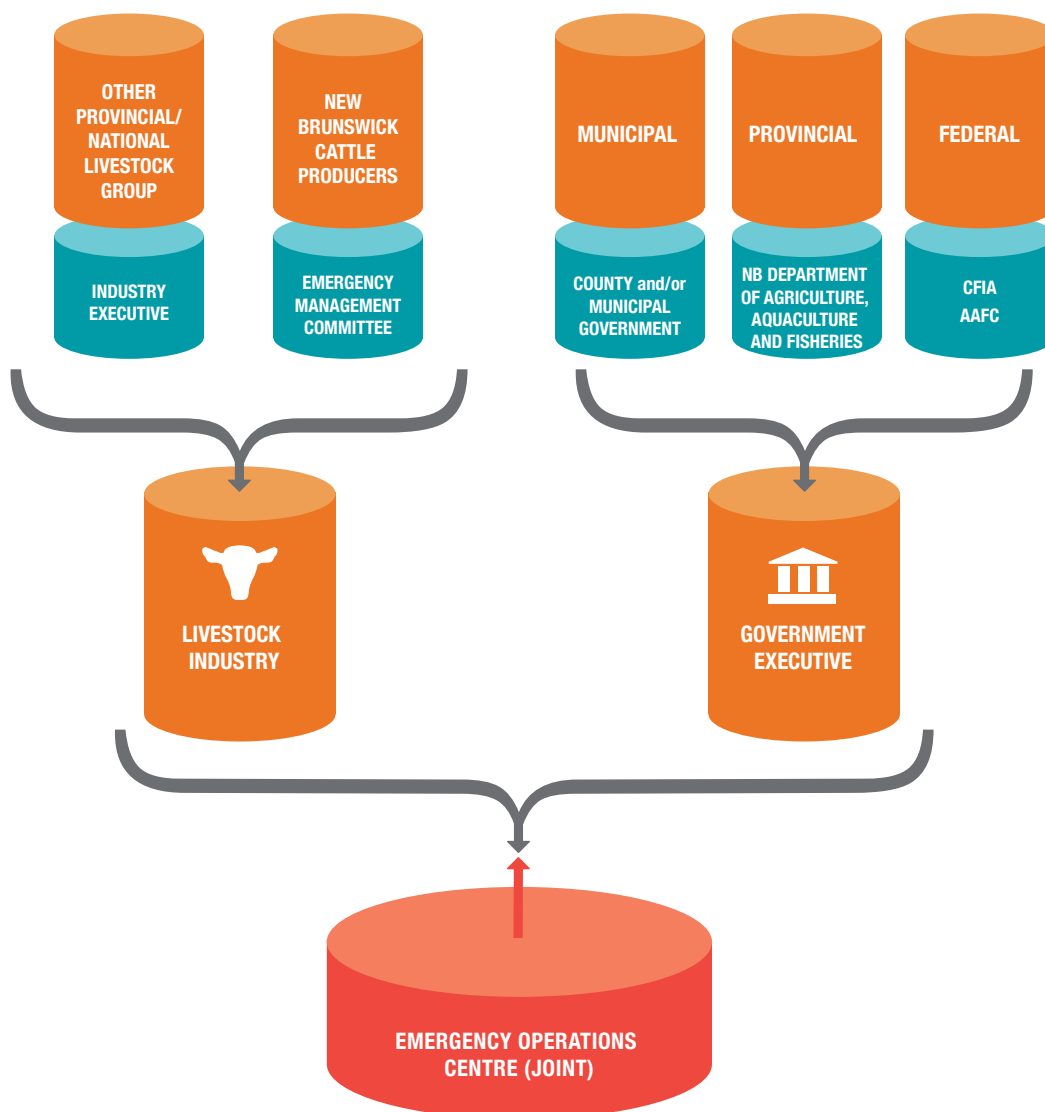 OTHER
PROVINCIAL/
NATIONAL
LIVESTOCK
GROUP
NEW
BRUNSWICK
CATTLE
PRODUCERS
MUNICIPAL
PROVINCIAL
FEDERAL
INDUSTRY
EXECUTIVE
EMERGENCY
MANAGEMENT
COMMITTEE
COUNTY and/or
MUNICIPAL
GOVERNMENT
NB DEPARTMENT
OF AGRICULTURE,
AQUACULTURE
AND FISHERIES
CFIA
AAFC
LIVESTOCK
INDUSTRY
GOVERNMENT
EXECUTIVE
EMERGENCY OPERATIONS
CENTRE (JOINT)